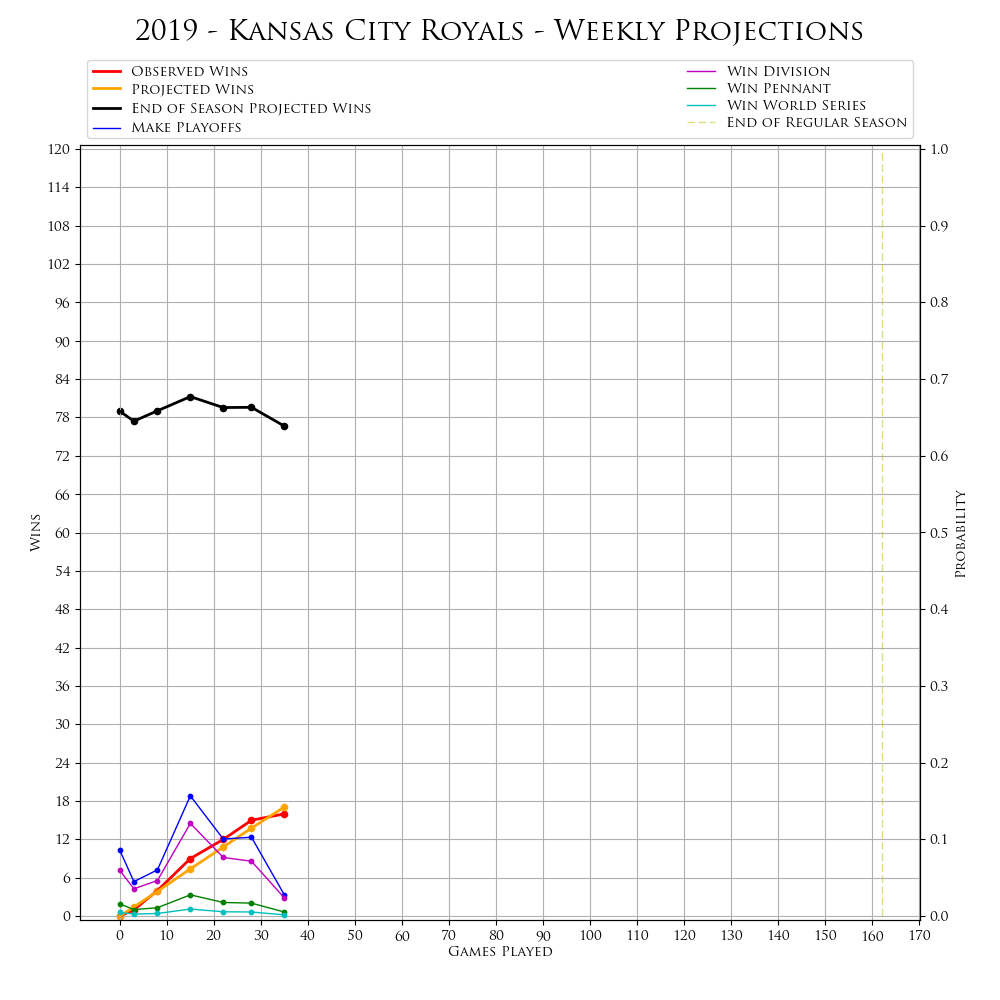 2019 - Kansas City Royals - Weekly Projections
Observed Wins
Projected Wins
End of Season Projected Wins
Make Playoffs
Win Division
Win Pennant
Win World Series
End of Regular Season
120
114
108
102
96
90
84
78
72
66
60
54
48
42
36
30
24
18
12
6
0
Wins
1.0
0.9
0.8
0.7
0.6
0.5
0.4
0.3
0.2
0.1
0.0
Probability
0 10 20 30 40 50 60 70 80 90 100 110 120 130 140 150 160 170
Games Played